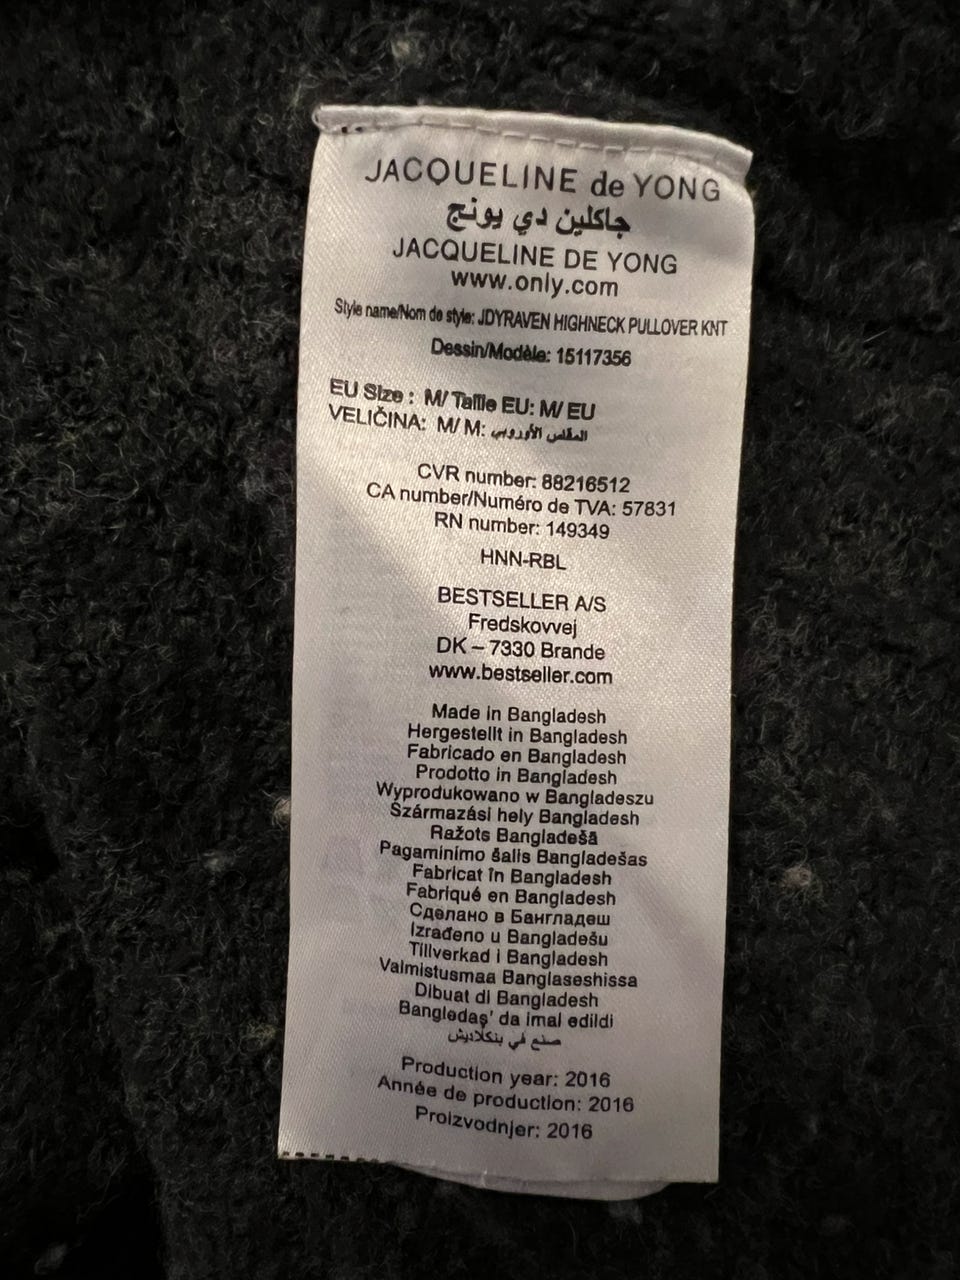 JACQUELINE de YONG
جاكلين دي يونج
JACQUELINE DE YONG
www.only.com
Style name/Nom de style: JDYRAVEN HIGHNECK PULLOVER KNT
Dessin/Modèle: 15117356
EU Size : M/ Taille EU: M/ EU
VELIČINA: M/ M: المقاس الأوروبي
CVR number: 88216512
CA number/Numéro de TVA: 57831
RN number: 149349
HNN-RBL
BESTSELLER A/S
Fredskovvej
DK – 7330 Brande
www.bestseller.com
Made in Bangladesh
Hergestellt in Bangladesh
Fabricado en Bangladesh
Prodotto in Bangladesh
Wyprodukowano w Bangladeszu
Származási hely Bangladesh
Ražots Bangladešā
Pagaminimo šalis Bangladešas
Fabricat în Bangladesh
Fabriqué en Bangladesh
Сделано в Бангладеш
Izrađeno u Bangladešu
Tillverkad i Bangladesh
Valmistusmaa Banglaseshissa
Dibuat di Bangladesh
Bangledaş' da imal edildi
صنع في بنكلاديش
Production year: 2016
Année de production: 2016
Proizvodnjer: 2016